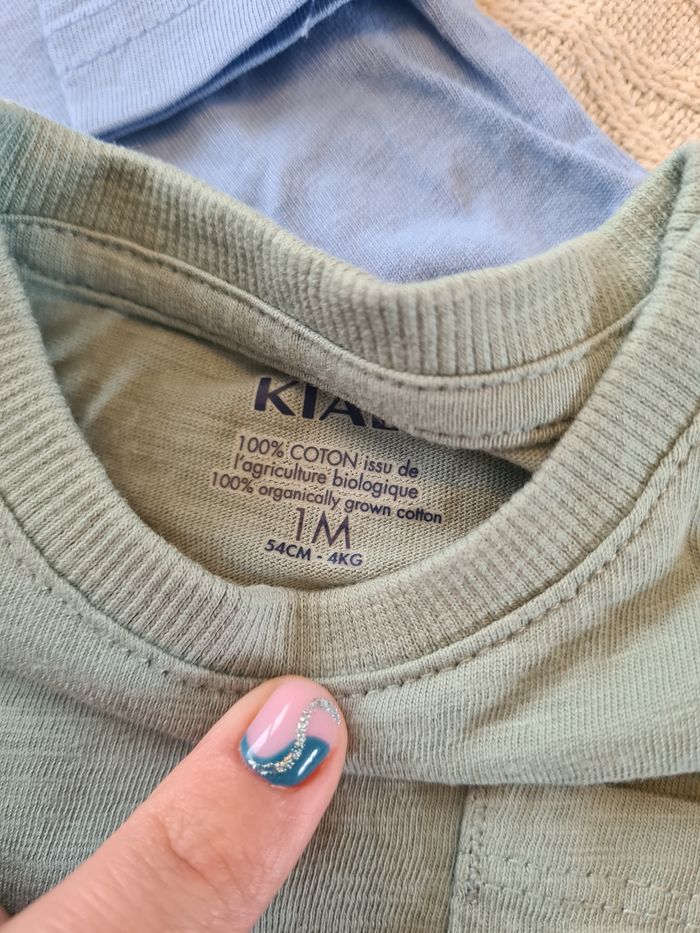 100% COTON issu de
l'agriculture biologique
100% organically grown cotton
1M
54CM - 4KG